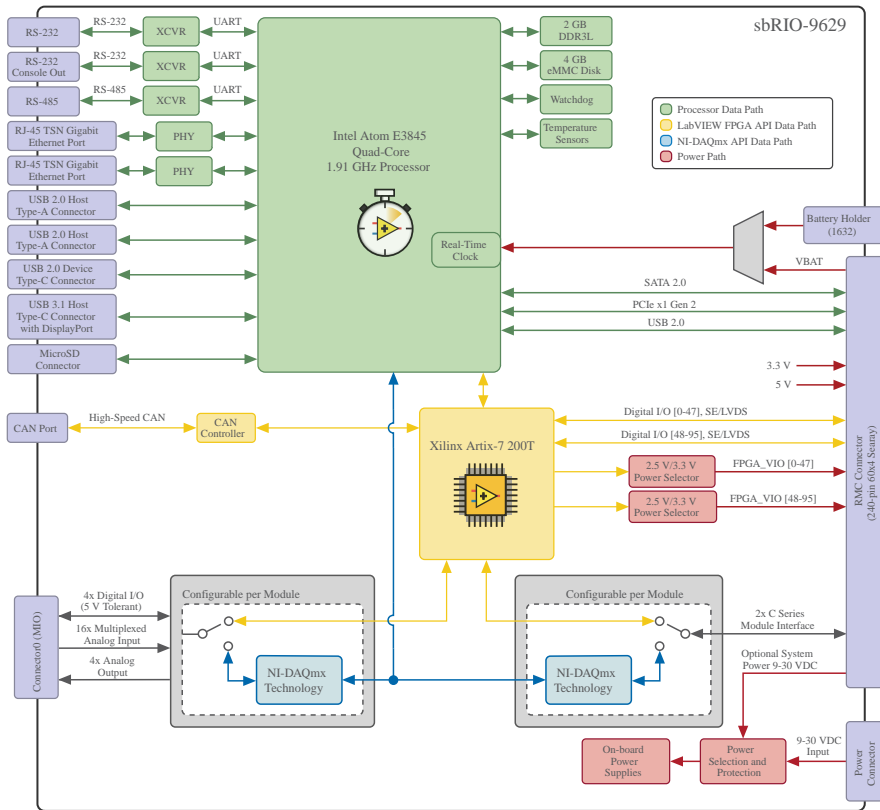 sbRIO-9629
RS-232
RS-232
XCVR
UART
RS-232
Console Out
RS-232
XCVR
UART
RS-485
RS-485
XCVR
UART
RJ-45 TSN Gigabit
Ethernet Port
PHY
RJ-45 TSN Gigabit
Ethernet Port
PHY
USB 2.0 Host
Type-A Connector
USB 2.0 Host
Type-A Connector
USB 2.0 Device
Type-C Connector
USB 3.1 Host
Type-C Connector
with DisplayPort
MicroSD
Connector
Intel Atom E3845
Quad-Core
1.91 GHz Processor
Real-Time
Clock
2 GB
DDR3L
4 GB
eMMC Disk
Watchdog
Temperature
Sensors
Processor Data Path
LabVIEW FPGA API Data Path
NI-DAQmx API Data Path
Power Path
Battery Holder
(1632)
VBAT
SATA 2.0
PCIe x1 Gen 2
USB 2.0
3.3 V
5 V
RMC Connector
(240-pin 60x4 Searay)
CAN Port
High-Speed CAN
CAN
Controller
Xilinx Artix-7 200T
Digital I/O [0-47], SE/LVDS
Digital I/O [48-95], SE/LVDS
2.5 V/3.3 V
Power Selector
FPGA_VIO [0-47]
2.5 V/3.3 V
Power Selector
FPGA_VIO [48-95]
Connector0 (MIO)
4x Digital I/O
(5 V Tolerant)
16x Multiplexed
Analog Input
4x Analog
Output
Configurable per Module
NI-DAQmx
Technology
Configurable per Module
NI-DAQmx
Technology
2x C Series
Module Interface
Optional System
Power 9-30 VDC
9-30 VDC
Input
Power
Connector
Power
Selection and
Protection
On-board
Power
Supplies